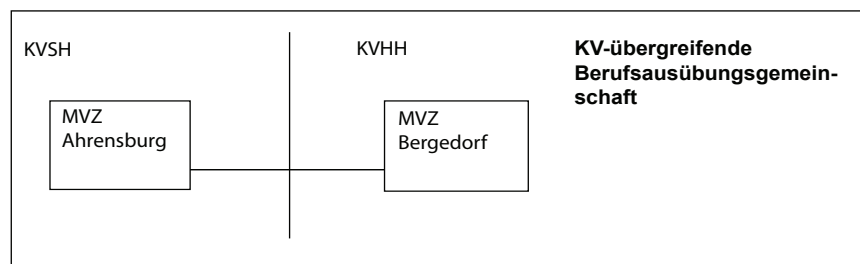 KVSH
KVHH
KV-übergreifende
Berufsausübungsgemein-
schaft
MVZ
Ahrensburg
MVZ
Bergedorf